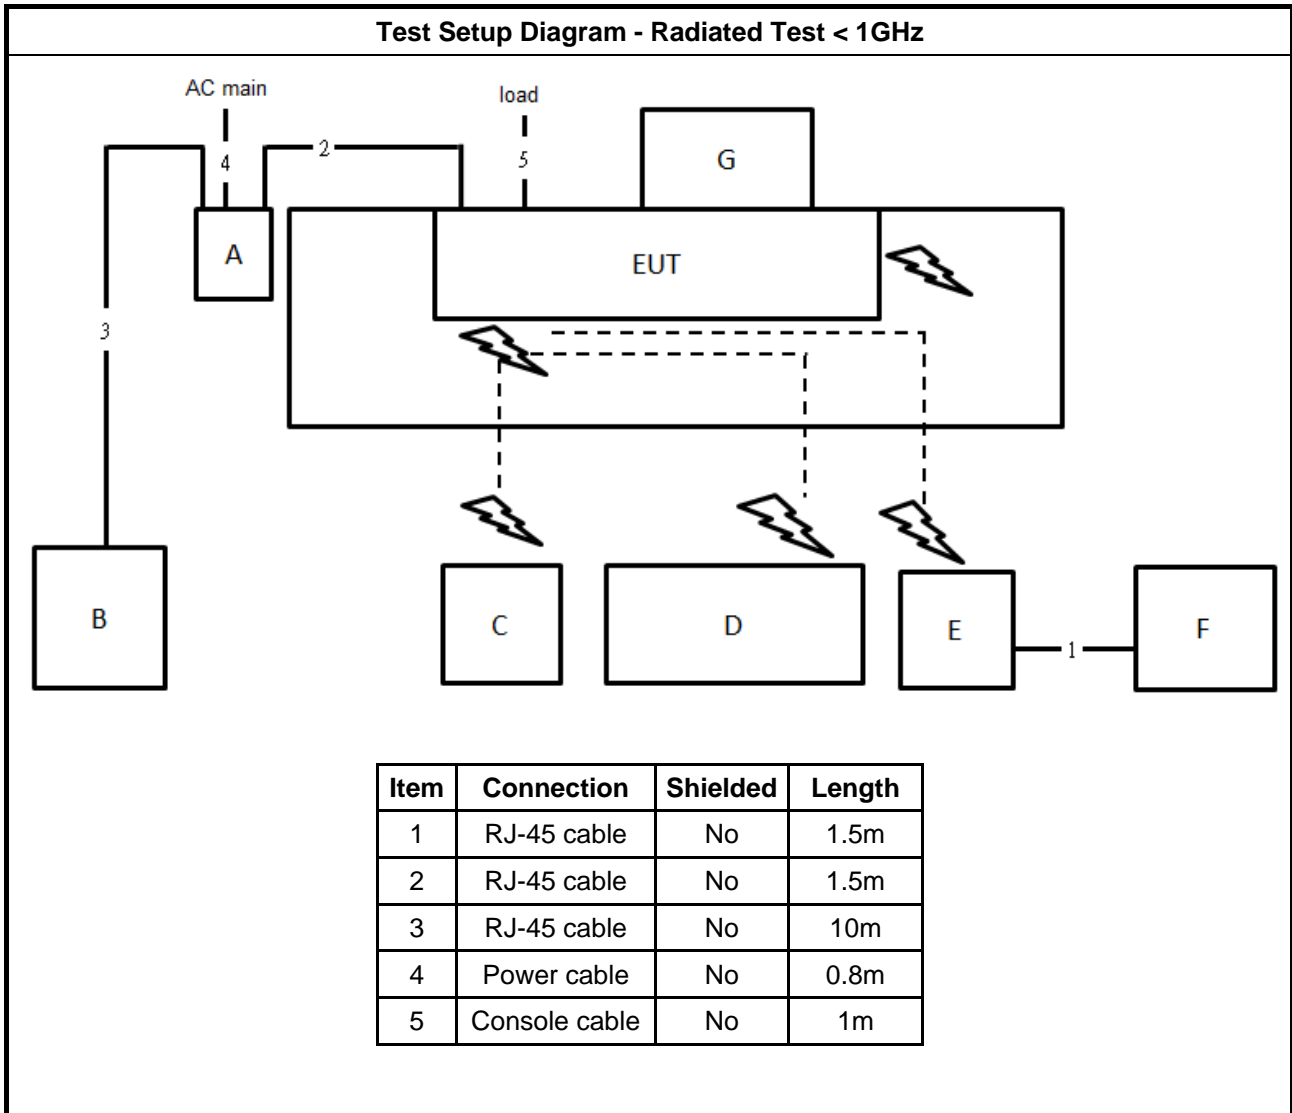 Test Setup Diagram - Radiated Test < 1GHz
AC main
load
4
2
5
G
A
EUT
3
B
C
D
E
1
F
Item Connection Shielded Length
1 RJ-45 cable No 1.5m
2 RJ-45 cable No 1.5m
3 RJ-45 cable No 10m
4 Power cable No 0.8m
5 Console cable No 1m